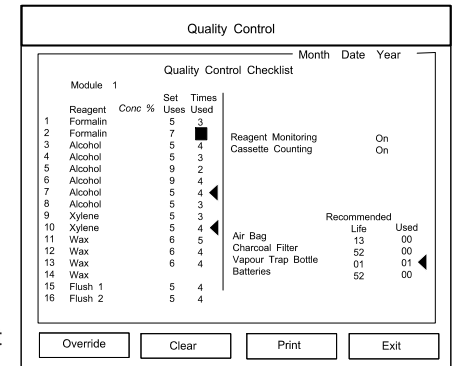 Quality Control
Month Date Year
Quality Control Checklist
Module 1
Set Times
Reagent Conc % Uses Used
1 Formalin 5 3
2 Formalin 7
3 Alcohol 5 4
4 Alcohol 5 3
5 Alcohol 9 2
6 Alcohol 9 4
7 Alcohol 5 4
8 Alcohol 5 3
9 Xylene 5 3
10 Xylene 5 4
11 Wax 6 5
12 Wax 6 4
13 Wax 6 4
14 Wax
15 Flush 1 5 4
16 Flush 2 5 4
Reagent Monitoring On
Cassette Counting On
Recommended
Life Used
Air Bag 13 00
Charcoal Filter 52 00
Vapour Trap Bottle 01 01
Batteries 52 00
Override Clear Print Exit